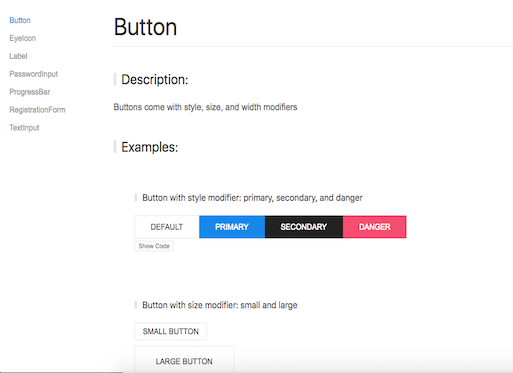 Button
EyeIcon
Label
PasswordInput
ProgressBar
RegistrationForm
TextInput
Button
Description:
Buttons come with style, size, and width modifiers
Examples:
Button with style modifier: primary, secondary, and danger
DEFAULT PRIMARY SECONDARY DANGER
Show Code
Button with size modifier: small and large
SMALL BUTTON
LARGE BUTTON